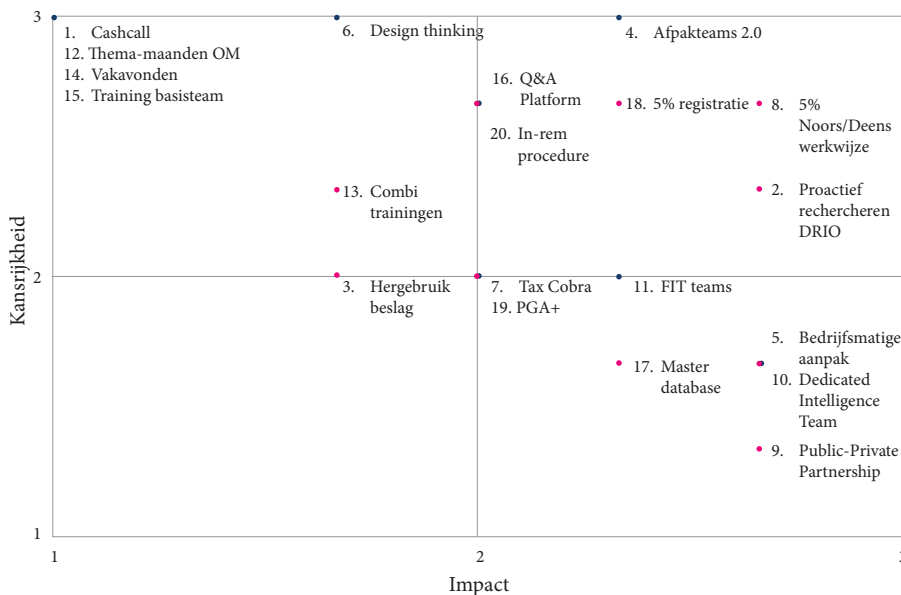 3
1. Cashcall
12. Thema-maanden OM
14. Vakavonden
15. Training basisteam
6. Design thinking
4. Afpakteams 2.0
16. Q&A
Platform
20. In-rem
procedure
18. 5% registratie
8. 5%
Noors/Deens
werkwijze
13. Combi
trainingen
2. Proactief
rechercheren
DRIO
Kansrijkheid
2
3. Hergebruik
beslag
7. Tax Cobra
19. PGA+
11. FIT teams
17. Master
database
5. Bedrijfsmatige
aanpak
10. Dedicated
Intelligence
Team
9. Public-Private
Partnership
1
1
2
Impact